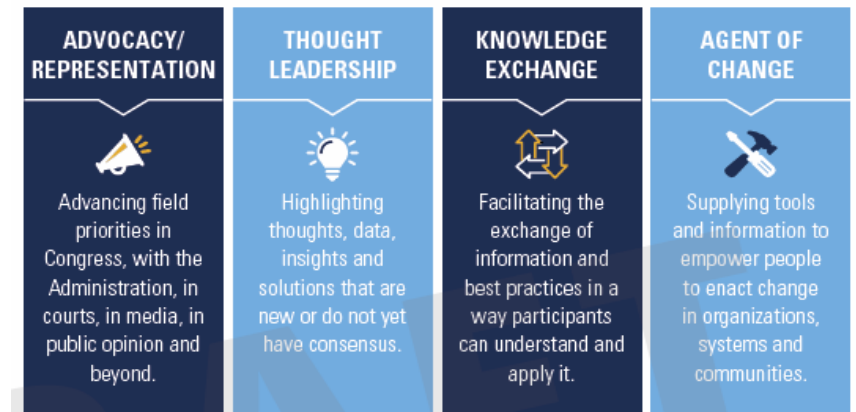 ADVOCACY/
REPRESENTATION
Advancing field
priorities in
Congress, with the
Administration, in
courts, in media, in
public opinion and
beyond.
THOUGHT
LEADERSHIP
Highlighting
thoughts, data,
insights and
solutions that are
new or do not yet
have consensus.
KNOWLEDGE
EXCHANGE
Facilitating the
exchange of
information and
best practices in a
way participants
can understand and
apply it.
AGENT OF
CHANGE
Supplying tools
and information to
empower people
to enact change
in organizations,
systems and
communities.